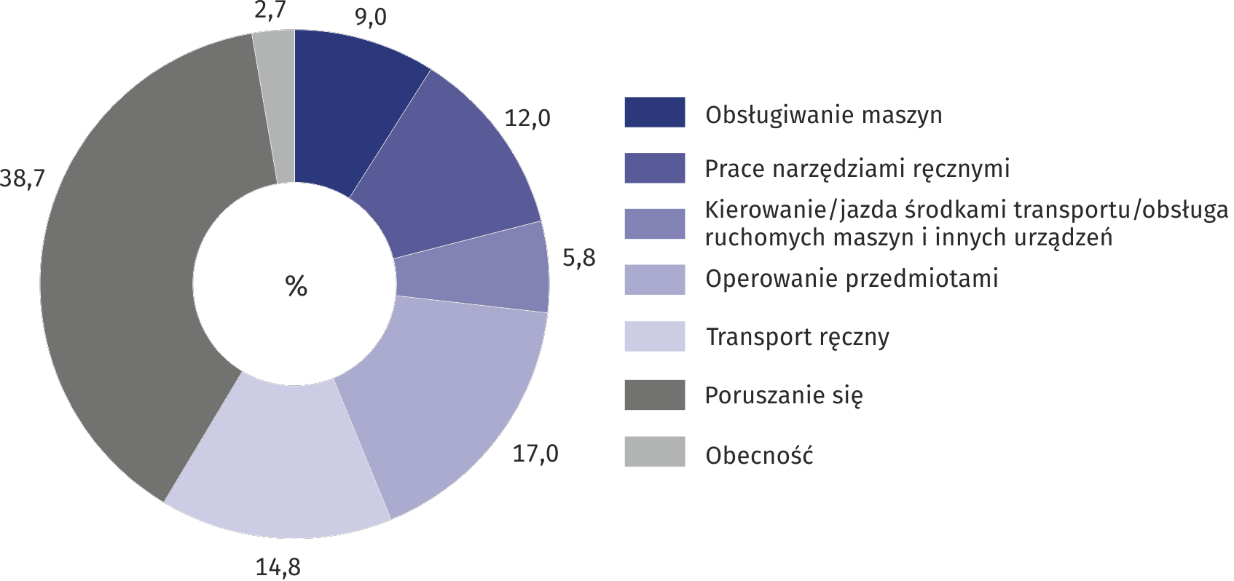 2,7
9,0
12,0
5,8
17,0
14,8
38,7
%
Obsługiwanie maszyn
Prace narzędziami ręcznymi
Kierowanie/jazda środkami transportu/obsługa
ruchomych maszyn i innych urządzeń
Operowanie przedmiotami
Transport ręczny
Poruszanie się
Obecność